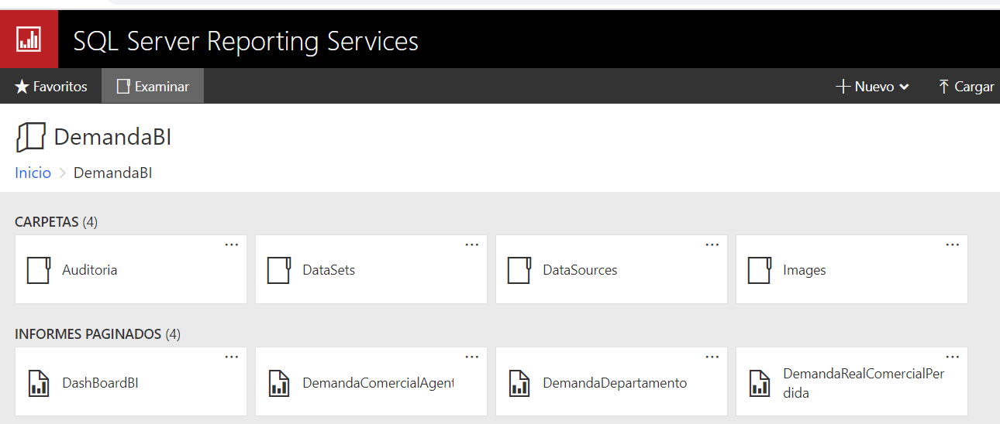 SQL Server Reporting Services
Favoritos Examinar Nuevo Cargar
DemandaBI
Inicio > DemandaBI
CARPETAS (4)
... ... ... ...
Auditoria DataSets DataSources Images
INFORMES PAGINADOS (4)
... ... ... ...
DashBoardBI DemandaComercialAgent DemandaDepartamento DemandaRealComercialPer
dida